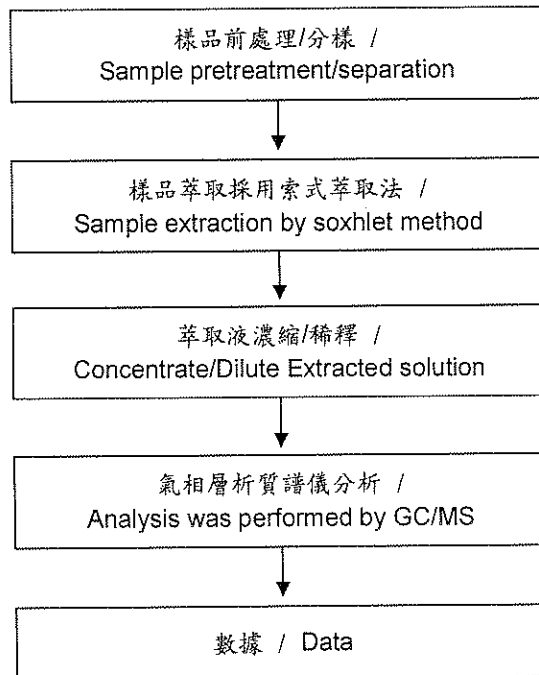 樣品前處理/分樣 /
Sample pretreatment/separation
樣品萃取採用索式萃取法 /
Sample extraction by soxhlet method
萃取液濃縮/稀釋 /
Concentrate/Dilute Extracted solution
氣相層析質譜儀分析 /
Analysis was performed by GC/MS
數據 / Data